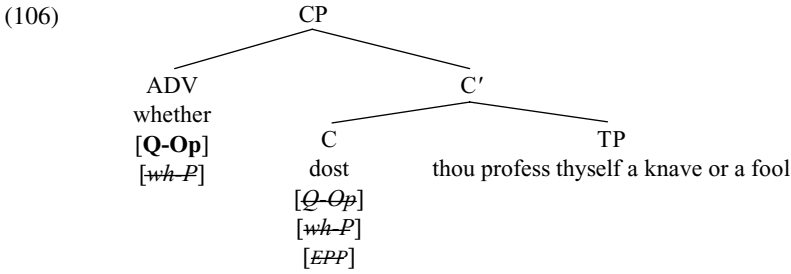 (106) CP
ADV C′
whether
[Q-Op] C TP
[wh-P] dost thou profess thyself a knave or a fool
[Q-Op]
[wh-P]
[EPP]